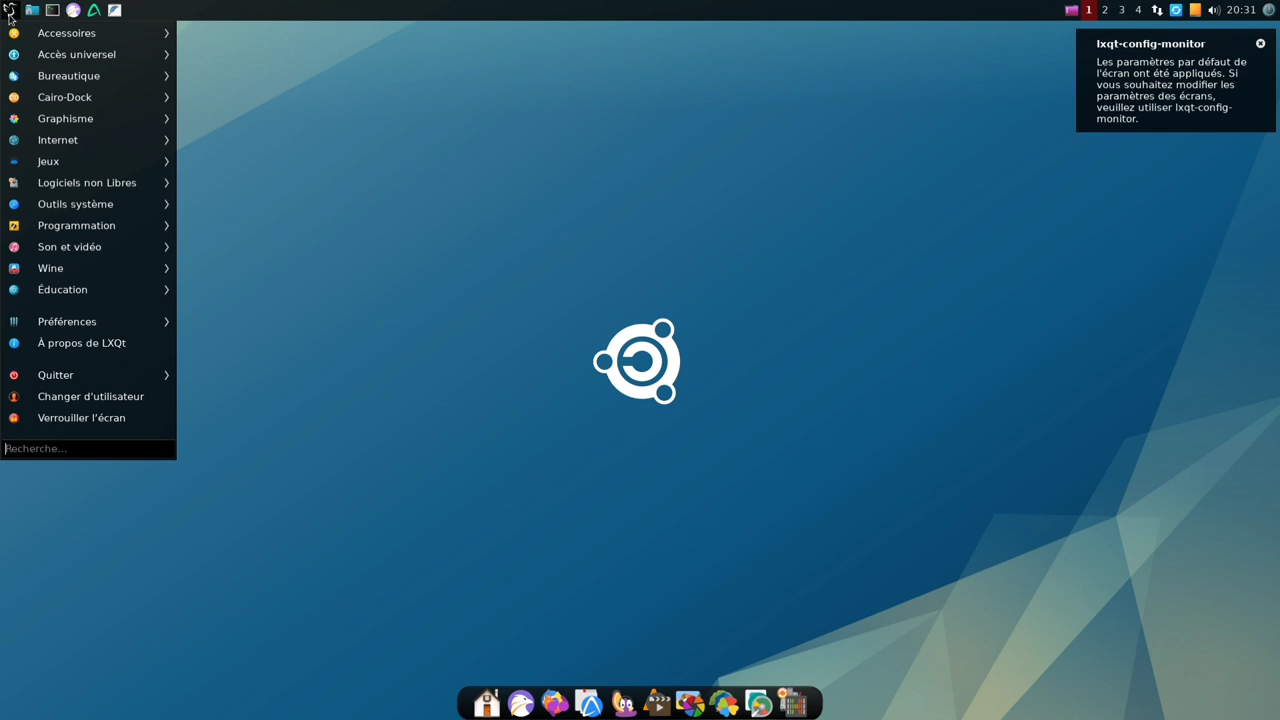 1 2 3 4 20:31
Accessoires
Accès universel
Bureautique
Cairo-Dock
Graphisme
Internet
Jeux
Logiciels non Libres
Outils système
Programmation
Son et vidéo
Wine
Éducation
Préférences
À propos de LXQt
Quitter
Changer d'utilisateur
Verrouiller l’écran
Recherche...
lxqt-config-monitor
Les paramètres par défaut de
l'écran ont été appliqués. Si
vous souhaitez modifier les
paramètres des écrans,
veuillez utiliser lxqt-config-
monitor.